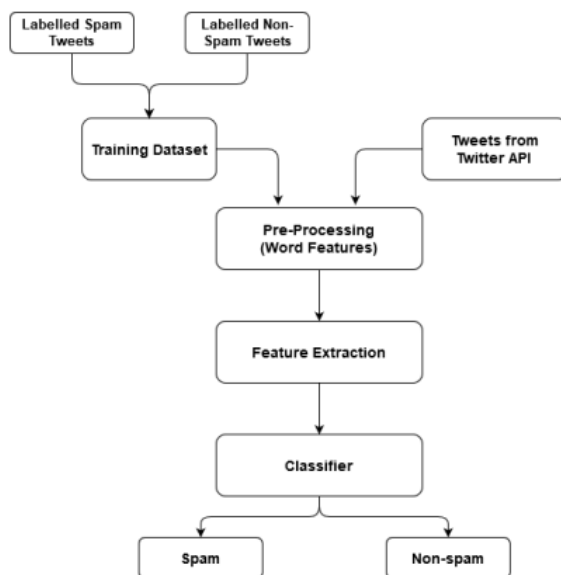 Labelled Spam
Tweets
Labelled Non-
Spam Tweets
Training Dataset
Tweets from
Twitter API
Pre-Processing
(Word Features)
Feature Extraction
Classifier
Spam
Non-spam